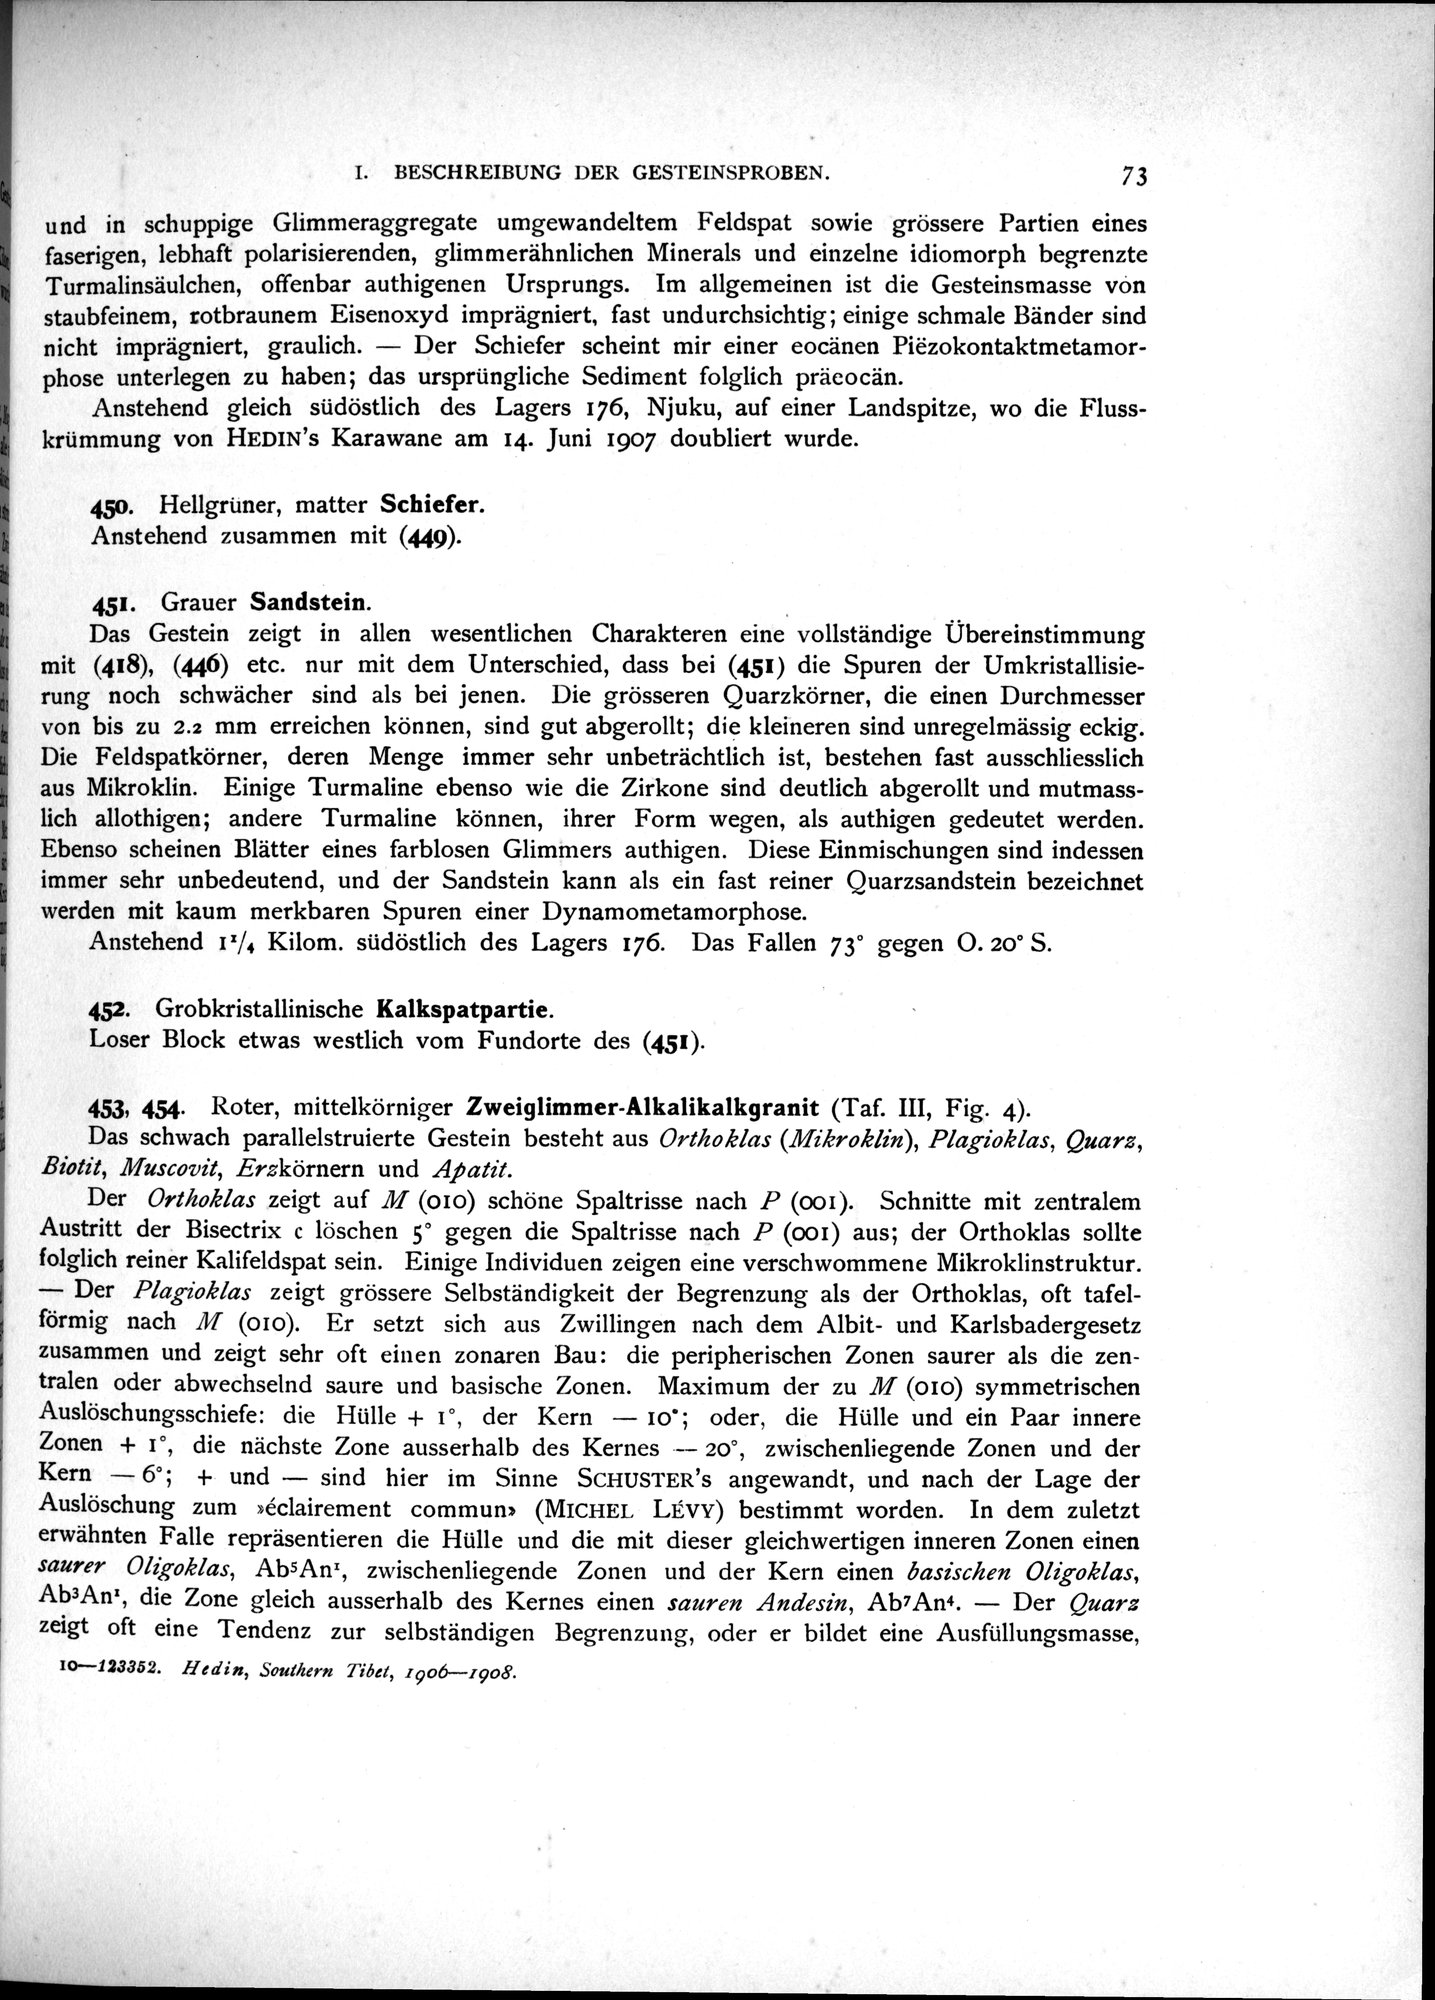 I. BESCHREIBUNG DER GESTEINSPROBEN. 73
und in schuppige Glimmeraggregate umgewandeltem Feldspat sowie grössere Partien eines
faserigen, lebhaft polarisierenden, glimmerähnlichen Minerals und einzelne idiomorph begrenzte
Turmalinsäulchen, offenbar authigenen Ursprungs. Im allgemeinen ist die Gesteinsmasse von
staubfeinem, rotbraunem Eisenoxyd imprägniert, fast undurchsichtig; einige schmale Bänder sind
nicht imprägniert, graulich. — Der Schiefer scheint mir einer eocänen Piëzokontaktmetamor-
phose unterlegen zu haben; das ursprüngliche Sediment folglich präeocän.
Anstehend gleich südöstlich des Lagers 176, Njuku, auf einer Landspitze, wo die Fluss-
krümmung von HEDIN's Karawane am 14. Juni 1907 doubliert wurde.
450. Hellgrüner, matter Schiefer.
Anstehend zusammen mit (449).
451. Grauer Sandstein.
Das Gestein zeigt in allen wesentlichen Charakteren eine vollständige Übereinstimmung
mit (418), (446) etc. nur mit dem Unterschied, dass bei (451) die Spuren der Umkristallisie-
rung noch schwächer sind als bei jenen. Die grösseren Quarzkörner, die einen Durchmesser
von bis zu 2.2 mm erreichen können, sind gut abgerollt; die kleineren sind unregelmässig eckig.
Die Feldspatkörner, deren Menge immer sehr unbeträchtlich ist, bestehen fast ausschliesslich
aus Mikroklin. Einige Turmaline ebenso wie die Zirkone sind deutlich abgerollt und mutmass-
lich allothigen; andere Turmaline können, ihrer Form wegen, als authigen gedeutet werden.
Ebenso scheinen Blätter eines farblosen Glimmers authigen. Diese Einmischungen sind indessen
immer sehr unbedeutend, und der Sandstein kann als ein fast reiner Quarzsandstein bezeichnet
werden mit kaum merkbaren Spuren einer Dynamometamorphose.
Anstehend 1¹/₄ Kilom. südöstlich des Lagers 176. Das Fallen 73° gegen O. 20° S.
452. Grobkristallinische Kalkspatpartie.
Loser Block etwas westlich vom Fundorte des (451).
453, 454. Roter, mittelkörniger Zweiglimmer-Alkalikalkgranit (Taf. III, Fig. 4).
Das schwach parallelstruierte Gestein besteht aus Orthoklas (Mikroklin), Plagioklas, Quarz,
Biotit, Muscovit, Erzkörnern und Apatit.
Der Orthoklas zeigt auf M (010) schöne Spaltrisse nach P (001). Schnitte mit zentralem
Austritt der Bisectrix c löschen 5° gegen die Spaltrisse nach P (001) aus; der Orthoklas sollte
folglich reiner Kalifeldspat sein. Einige Individuen zeigen eine verschwommene Mikroklinstruktur.
— Der Plagioklas zeigt grössere Selbständigkeit der Begrenzung als der Orthoklas, oft tafel-
förmig nach M (010). Er setzt sich aus Zwillingen nach dem Albit- und Karlsbadergesetz
zusammen und zeigt sehr oft einen zonaren Bau: die peripherischen Zonen saurer als die zen-
tralen oder abwechselnd saure und basische Zonen. Maximum der zu M (010) symmetrischen
Auslöschungsschiefe: die Hülle + 1°, der Kern — 10°; oder, die Hülle und ein Paar innere
Zonen + 1°, die nächste Zone ausserhalb des Kernes — 20°, zwischenliegende Zonen und der
Kern — 6°; + und — sind hier im Sinne SCHUSTER's angewandt, und nach der Lage der
Auslöschung zum »éclairement commun» (MICHEL LÉVY) bestimmt worden. In dem zuletzt
erwähnten Falle repräsentieren die Hülle und die mit dieser gleichwertigen inneren Zonen einen
saurer Oligoklas, Ab⁵An¹, zwischenliegende Zonen und der Kern einen basischen Oligoklas,
Ab³An¹, die Zone gleich ausserhalb des Kernes einen sauren Andesin, Ab⁷An⁴. — Der Quarz
zeigt oft eine Tendenz zur selbständigen Begrenzung, oder er bildet eine Ausfüllungsmasse,
10—123352. Hedin, Southern Tibet, 1906—1908.